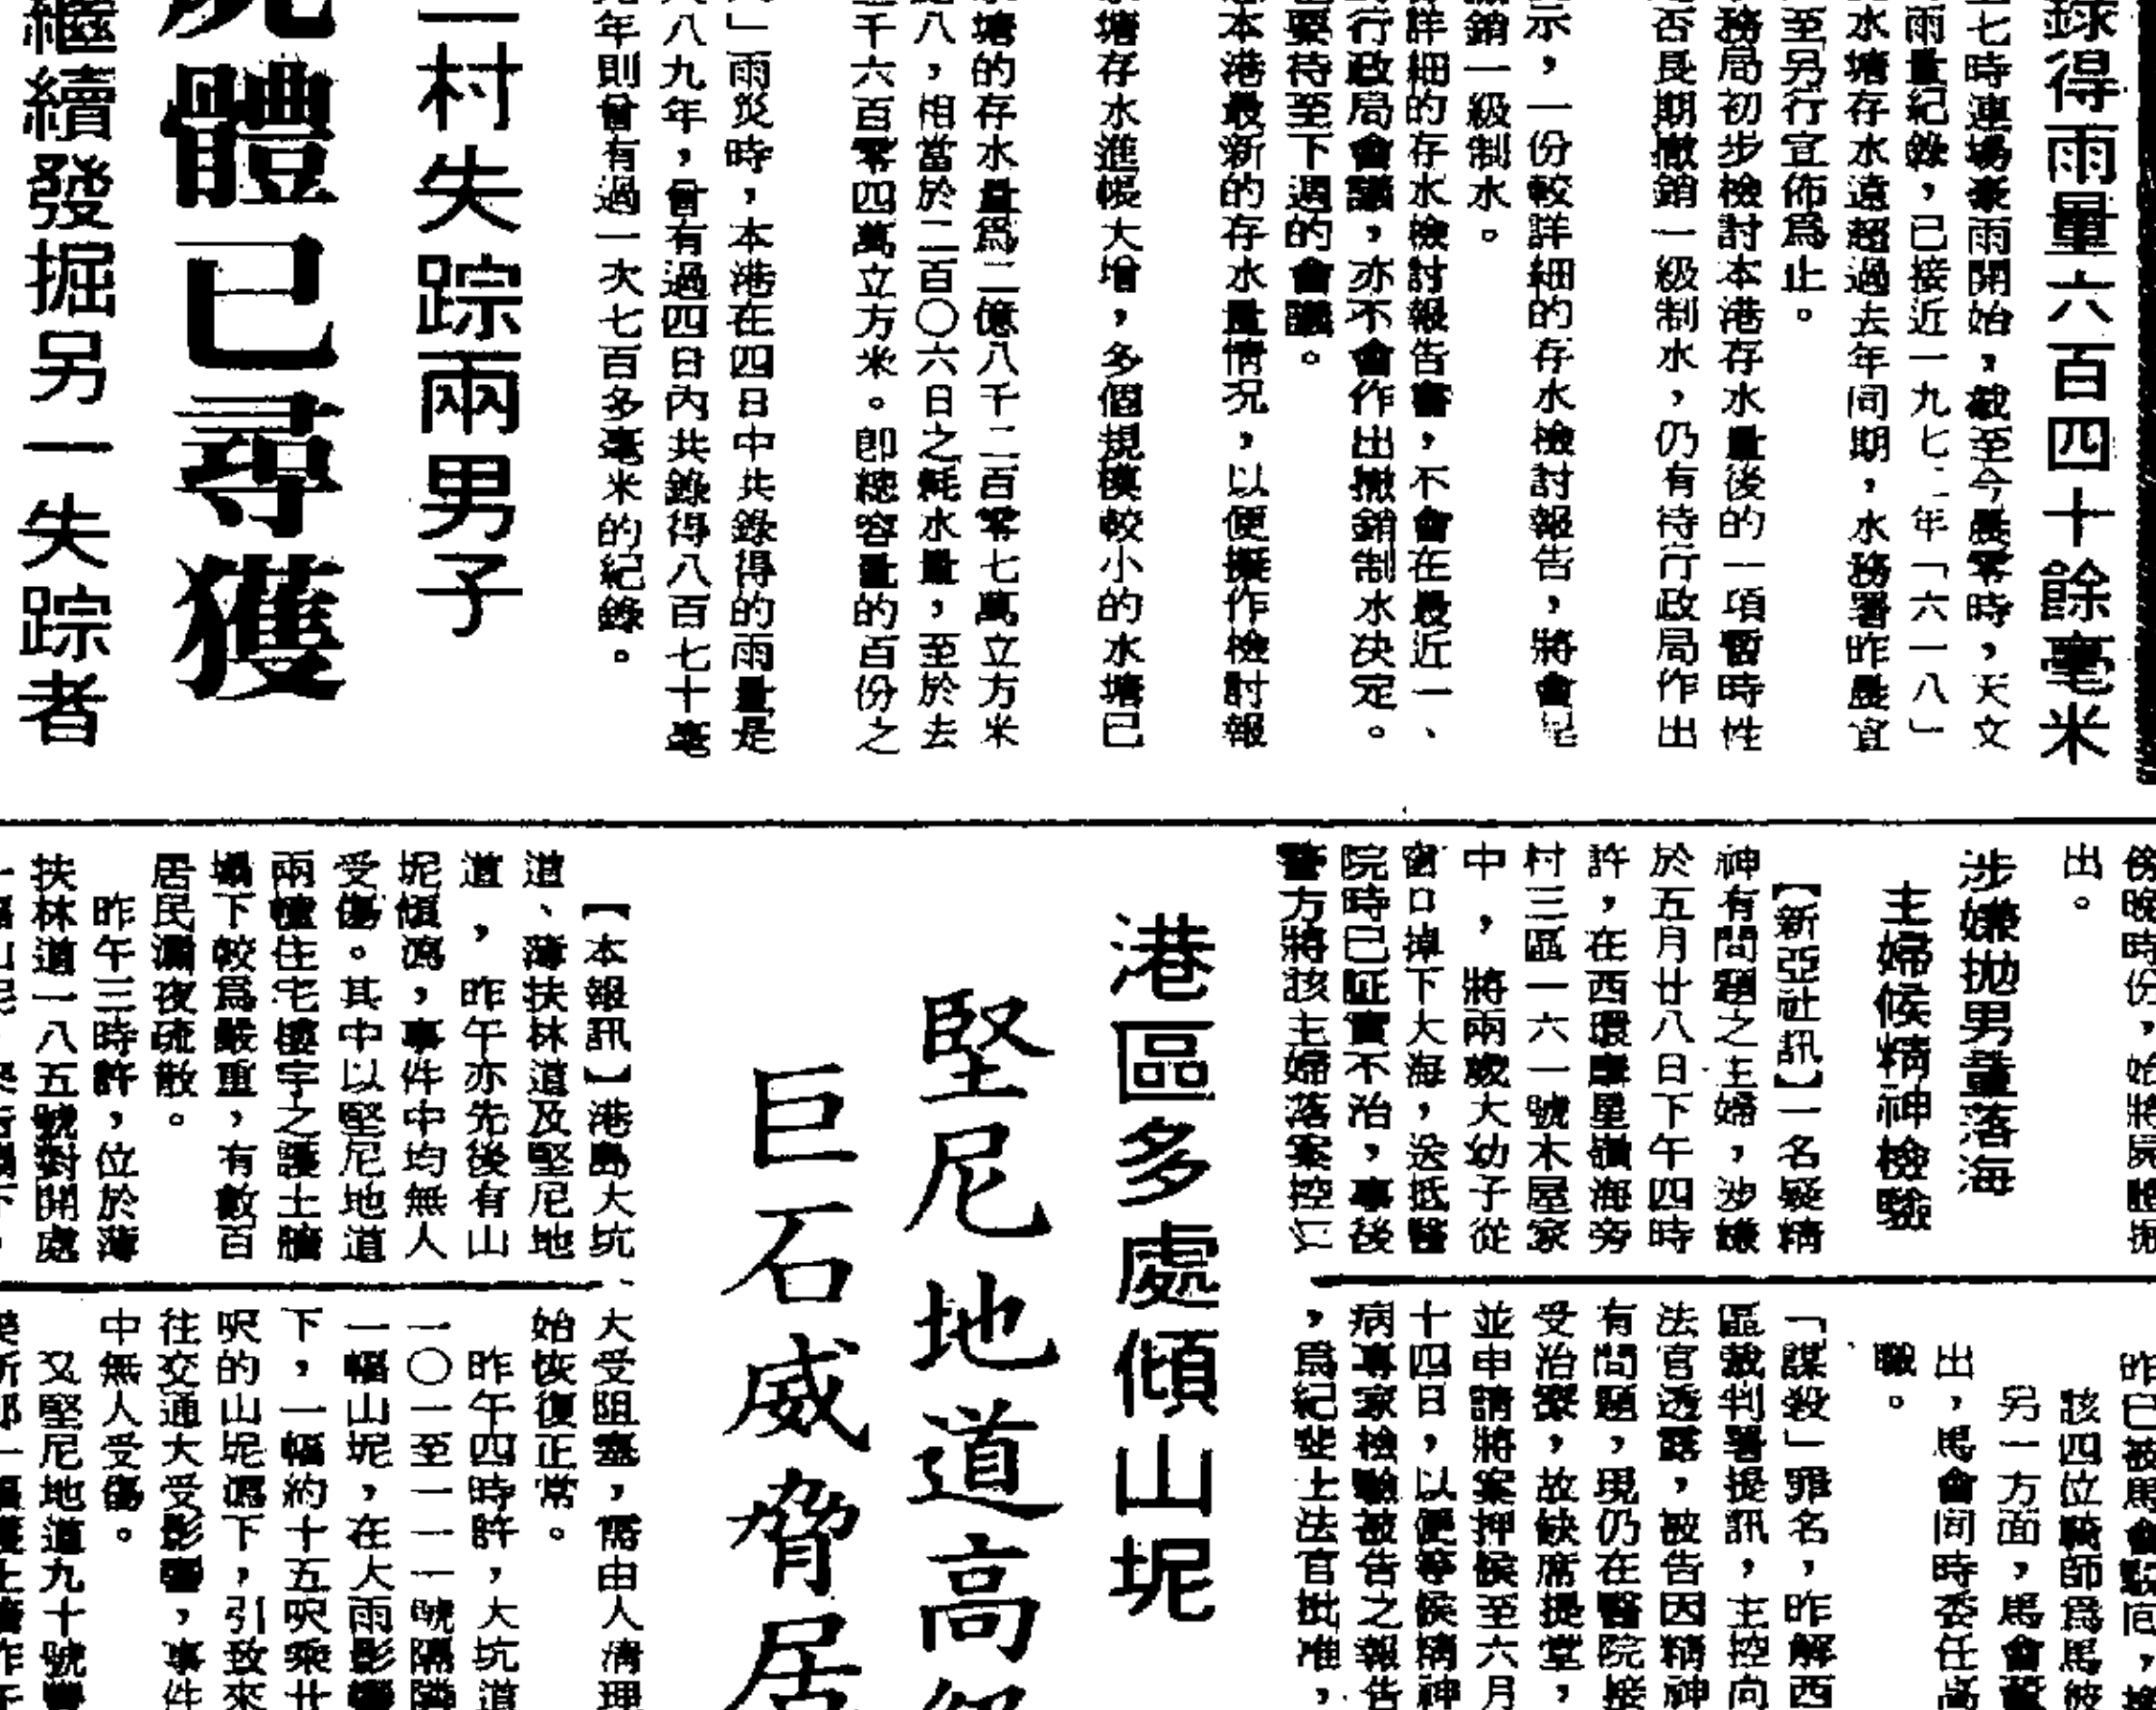 錄得雨量六百四十餘毫米
七時連場豪雨開始，截至今晨零時，天文
雨量紀錄，已接近一九七二年「六一八」
水塘存水遠超過去年同期，水務署昨晨宣
至另行宣佈爲止。
務局初步檢討本港存水量後的一項暫時性
否長期撤銷一級制水，仍有待行政局作出
示，一份較詳細的存水檢討報告，將會
銷一級制水。
詳細的存水檢討報告書，不會在最近一、
行政局會議，亦不會作出撤銷制水決定。
要待至下週的會議。
本港最新的存水量情況，以便擬作檢討報
塘存水進帳大增，多個規模較小的水塘已
塘的存水量爲二億八千二百零七萬立方米
八，相當於二百〇六日之耗水量，至於去
千六百零四萬立方米。即總容量的百份之
」雨災時，本港在四日中共錄得的雨量是
八九年，曾有過四日內共錄得八百七十毫
年則曾有過一次七百多毫米的紀錄。
村失踪兩男子
體已尋獲
繼續發掘另一失踪者
出。
涉嫌拋男童落海
主婦候精神檢驗
【新亞社訊】一名疑精
神有問題之主婦，涉嫌
於五月廿八日下午四時
許，在西環摩星嶺海旁
村三區一六一號木屋家
中，將兩歲大幼子從
窗口掉下大海，送抵醫
院時已証實不治，事後
警方將該主婦落案控以
「謀殺」罪名，昨解西
區裁判署提訊，主控向
法官透露，被告因精神
有問題，現仍在醫院接
受治療，故缺席提堂，
並申請將案押候至六月
十四日，以便等候精神
病專家檢驗被告之報告
，爲紀姓上法官批准，
港區多處傾山坭
堅尼地道高
巨石威脅居
【本報訊】港島大坑
道、薄扶林道及堅尼地
道，昨午亦先後有山
坭傾瀉，事件中均無人
受傷。其中以堅尼地道
兩幢住宅樓宇之護土牆
塌下較爲嚴重，有數百
居民漏夜疏散。
昨午三時許，位於薄
扶林道一八五號對開處
大受阻塞，需由人清理
始恢復正常。
昨午四時許，大坑道
一〇一至一一一號隔鄰
一幅山坭，在大雨影響
下，一幅約十五呎乘廿
呎的山坭塌下，引致來
往交通大受影響，事件
中無人受傷。
又堅尼地道九十號
職。
出，馬會同時委任
另一方面，馬會
該四位騎師爲馬